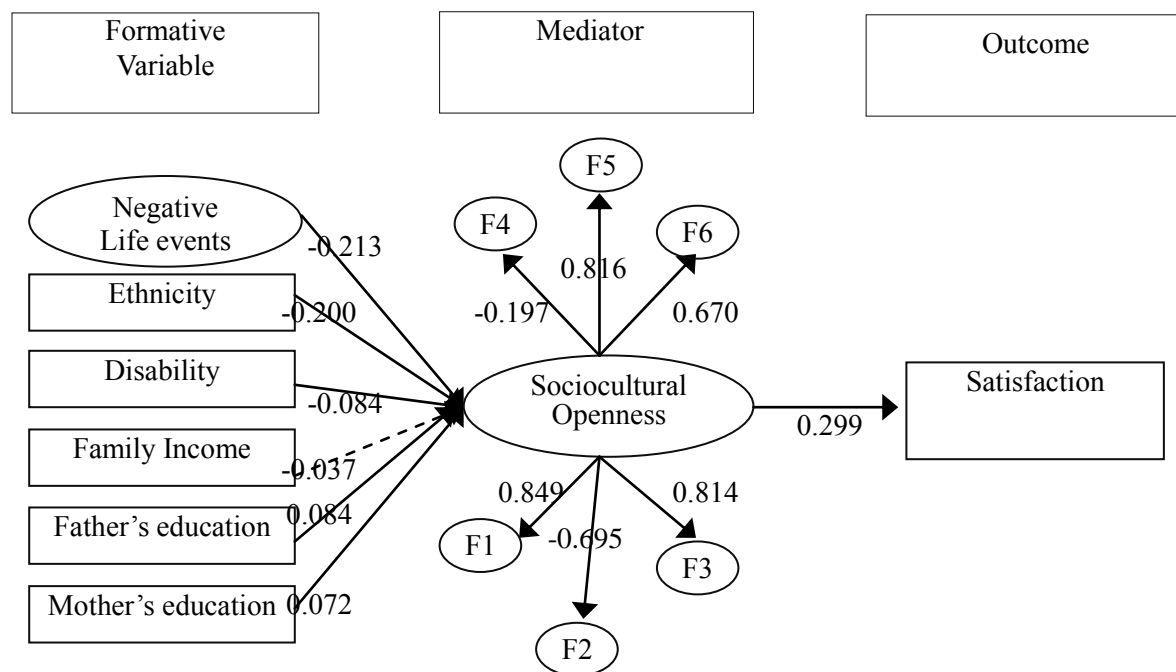 Formative
Variable
Mediator
Outcome
Negative
Life events
Ethnicity
Disability
Family Income
Father’s education
Mother’s education
-0.213
-0.200
-0.084
-0.037
0.084
0.072
F4
F5
F6
-0.197
0.816
0.670
Sociocultural
Openness
0.849
-0.695
0.814
F1
F2
F3
0.299
Satisfaction